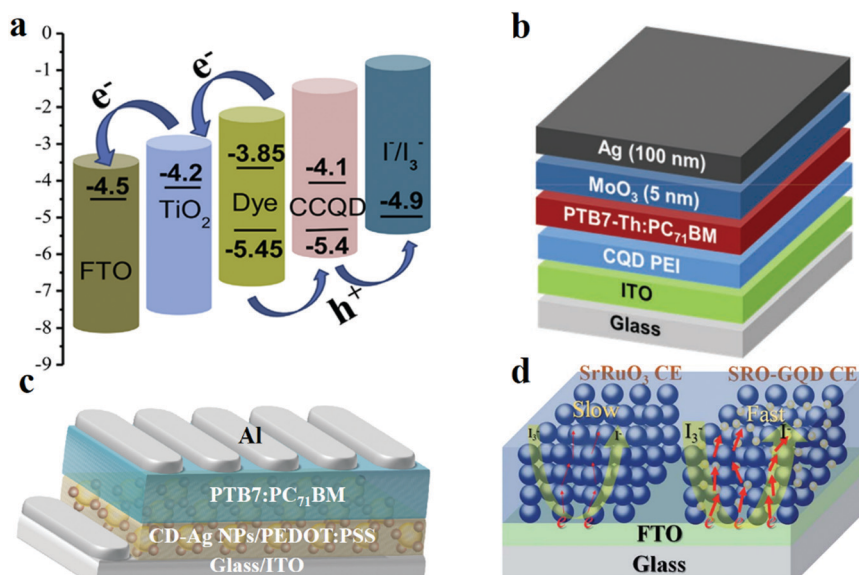 a
0
-1
-2
-3
-4
-5
-6
-7
-8
-9
e-
e-
-4.5
FTO
-4.2
TiO₂
-3.85
Dye
-5.45
-4.1
CCQD
-5.4
I⁻/I₃⁻
-4.9
h⁺
b
Ag (100 nm)
MoO₃ (5 nm)
PTB7-Th:PC₇₁BM
CQD PEI
ITO
Glass
c
Al
PTB7:PC₇₁BM
CD-Ag NPs/PEDOT:PSS
Glass/ITO
d
SrRuO₃ CE
SRO-GQD CE
Slow
Fast
I₃⁻
I⁻
I₃⁻
I⁻
e⁻
e⁻
e⁻
e⁻
e⁻
FTO
Glass